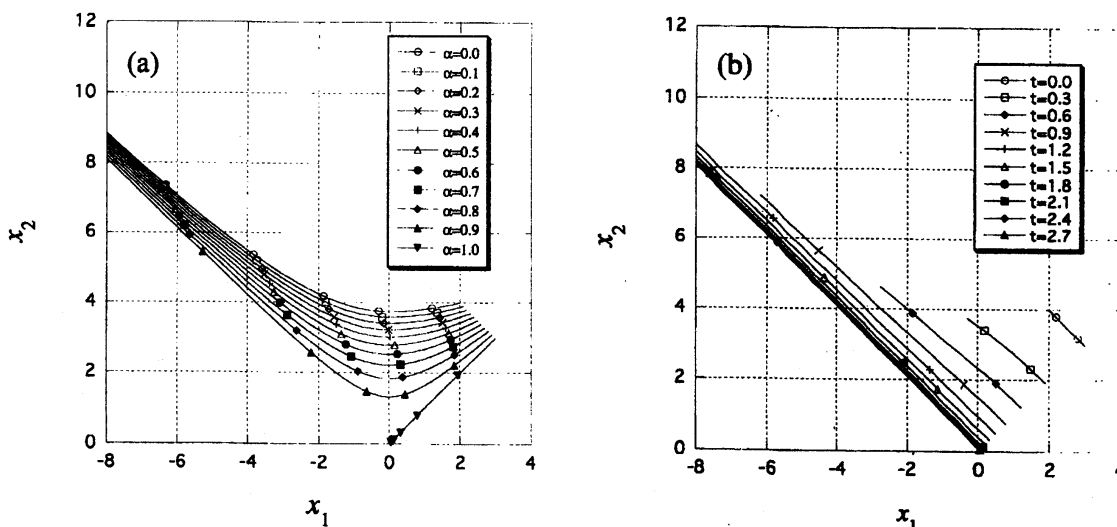 (a)
12
10
8
6
4
2
0
x2
-8 -6 -4 -2 0 2 4
x1
α=0.0
α=0.1
α=0.2
α=0.3
α=0.4
α=0.5
α=0.6
α=0.7
α=0.8
α=0.9
α=1.0
(b)
12
10
8
6
4
2
0
x2
-8 -6 -4 -2 0 2 4
x1
t=0.0
t=0.3
t=0.6
t=0.9
t=1.2
t=1.5
t=1.8
t=2.1
t=2.4
t=2.7